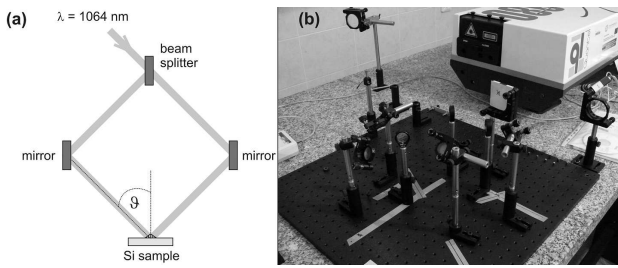 (a)
λ = 1064 nm
beam
splitter
mirror
mirror
ϑ
Si sample
(b)